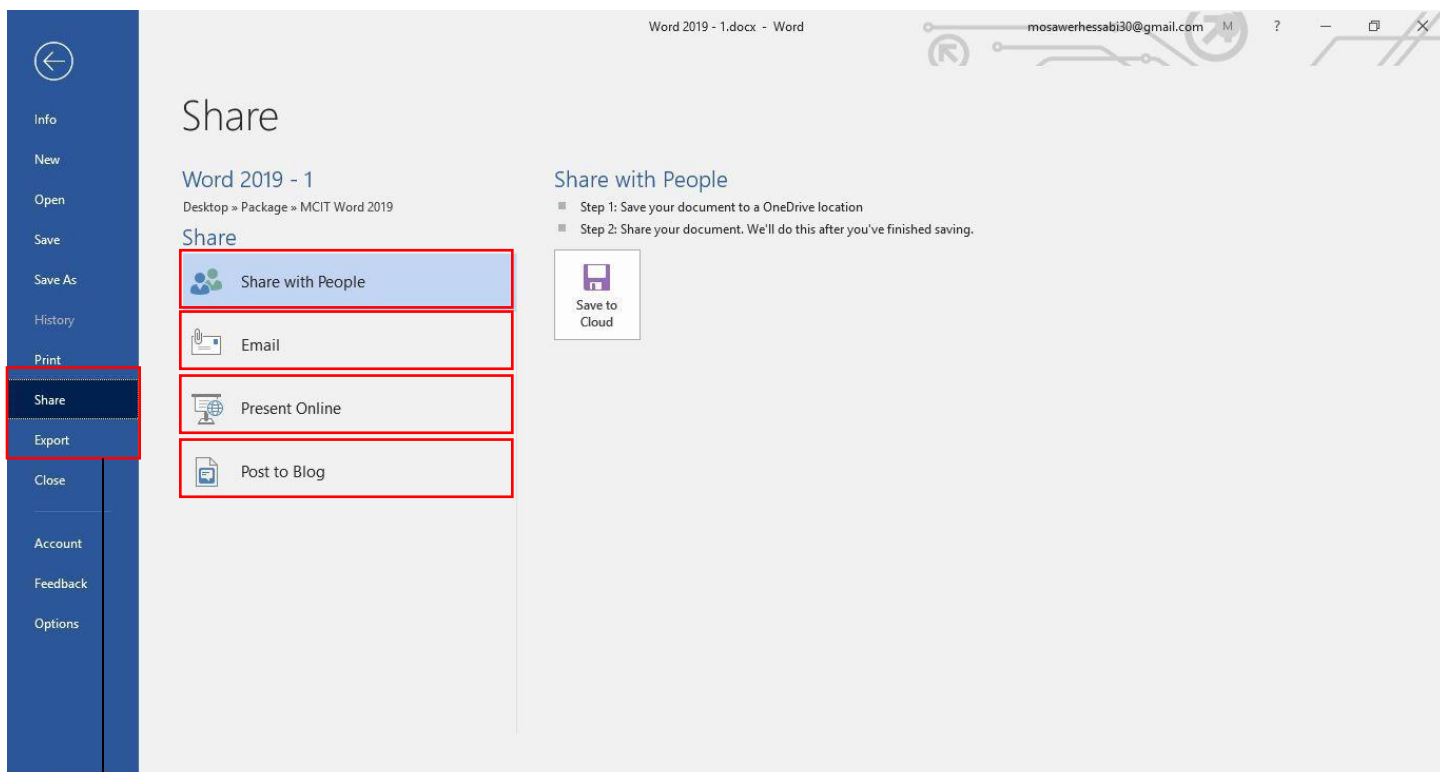 Word 2019 - 1.docx - Word
mosawerhessabi30@gmail.com M ?
Info
New
Open
Save
Save As
History
Print
Share
Export
Close
Account
Feedback
Options
Share
Word 2019 - 1
Desktop » Package » MCIT Word 2019
Share
Share with People
Email
Present Online
Post to Blog
Share with People
Step 1: Save your document to a OneDrive location
Step 2: Share your document. We'll do this after you've finished saving.
Save to
Cloud